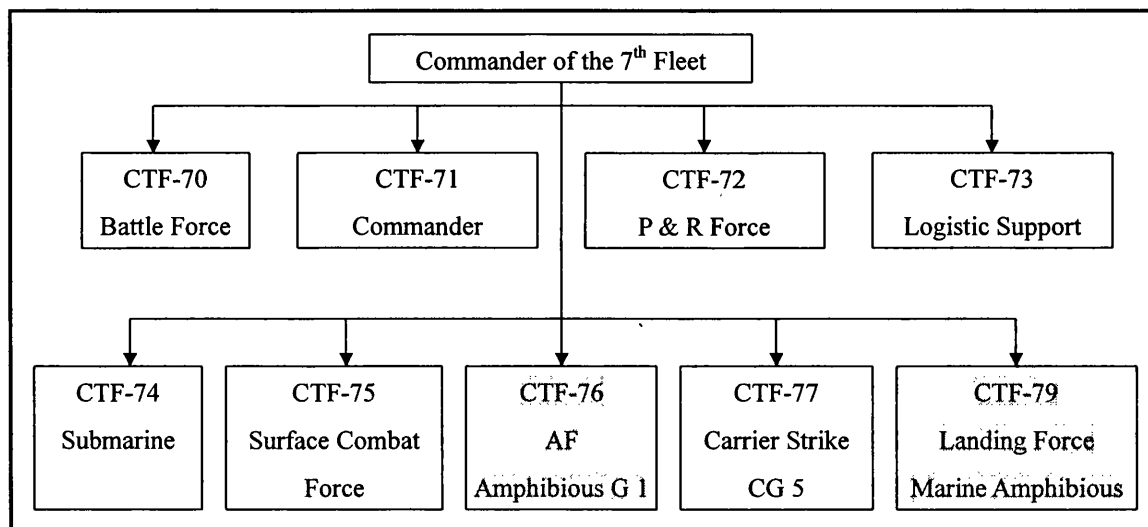 Commander of the 7th Fleet
CTF-70
Battle Force
CTF-71
Commander
CTF-72
P & R Force
CTF-73
Logistic Support
CTF-74
Submarine
CTF-75
Surface Combat
Force
CTF-76
AF
Amphibious G 1
CTF-77
Carrier Strike
CG 5
CTF-79
Landing Force
Marine Amphibious